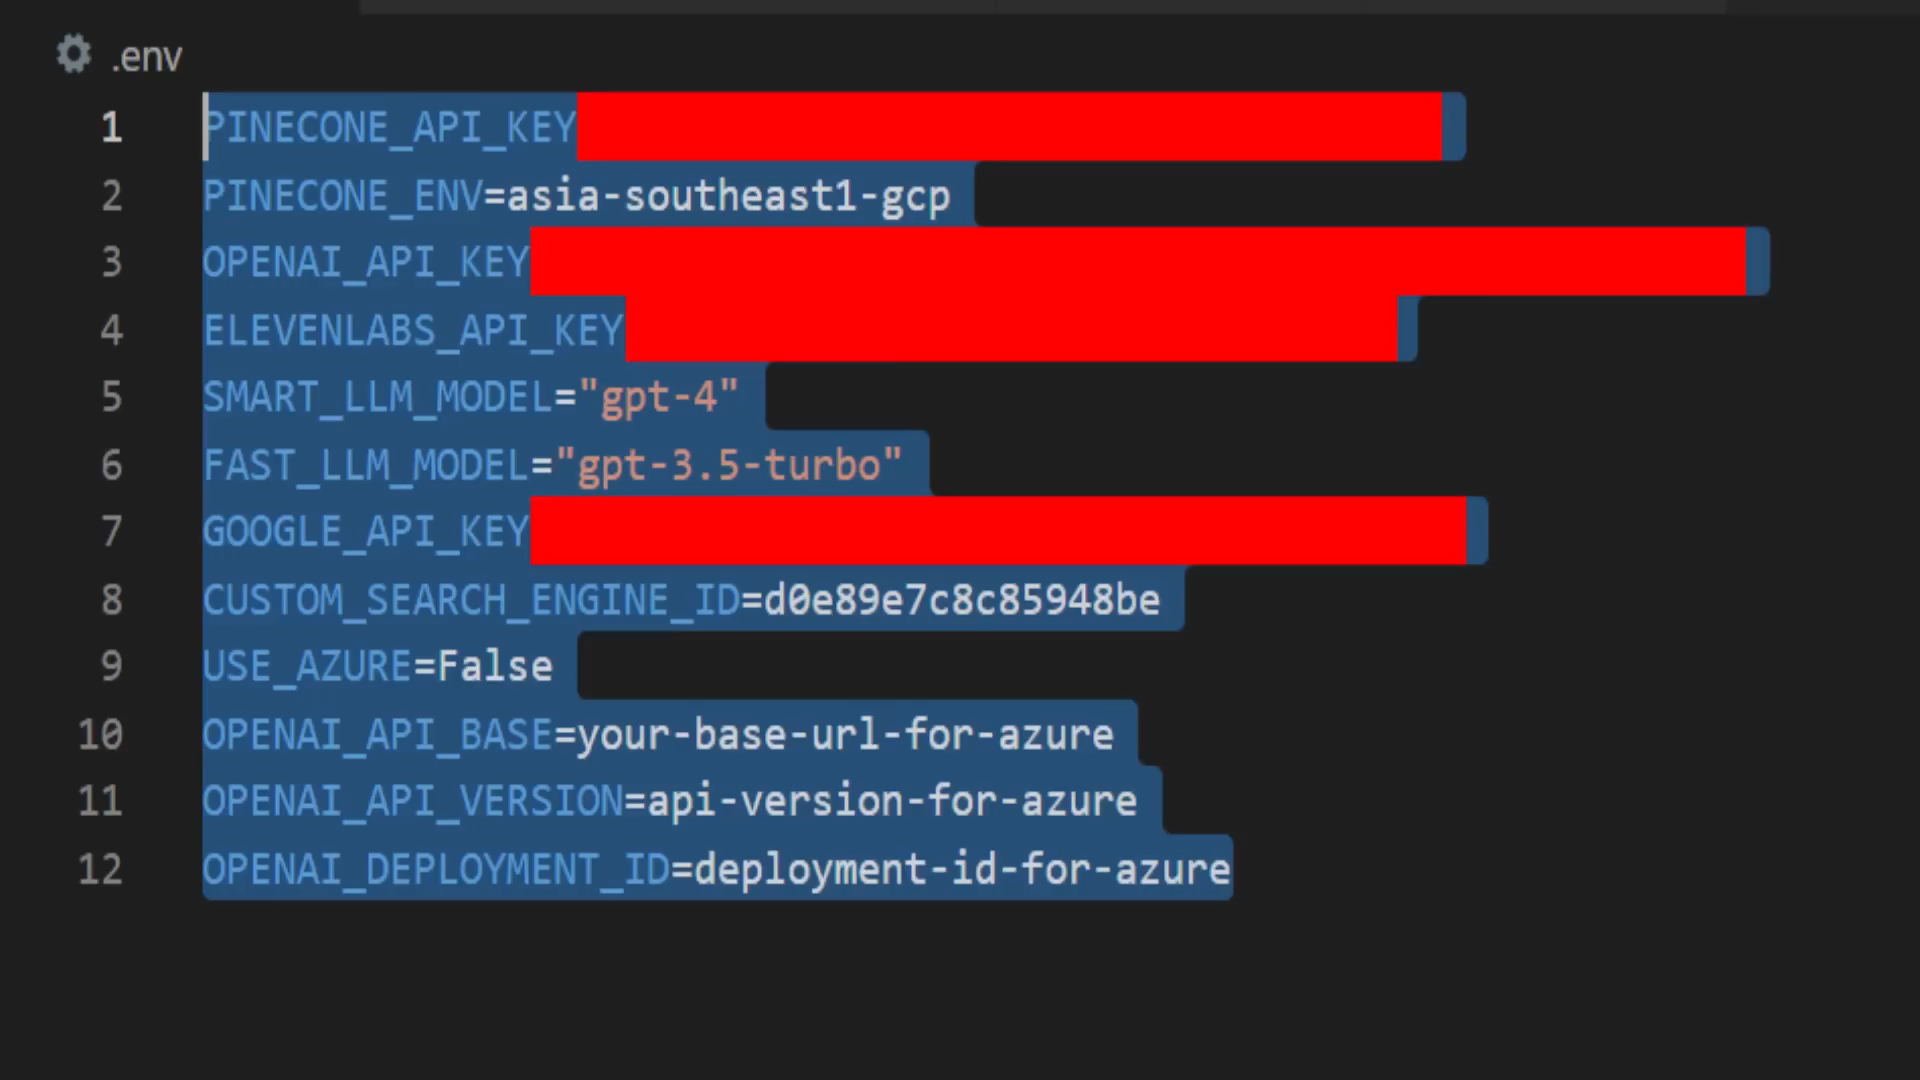 .env
1 PINECONE_API_KEY
2 PINECONE_ENV=asia-southeast1-gcp
3 OPENAI_API_KEY
4 ELEVENLABS_API_KEY
5 SMART_LLM_MODEL="gpt-4"
6 FAST_LLM_MODEL="gpt-3.5-turbo"
7 GOOGLE_API_KEY
8 CUSTOM_SEARCH_ENGINE_ID=d0e89e7c8c85948be
9 USE_AZURE=False
10 OPENAI_API_BASE=your-base-url-for-azure
11 OPENAI_API_VERSION=api-version-for-azure
12 OPENAI_DEPLOYMENT_ID=deployment-id-for-azure